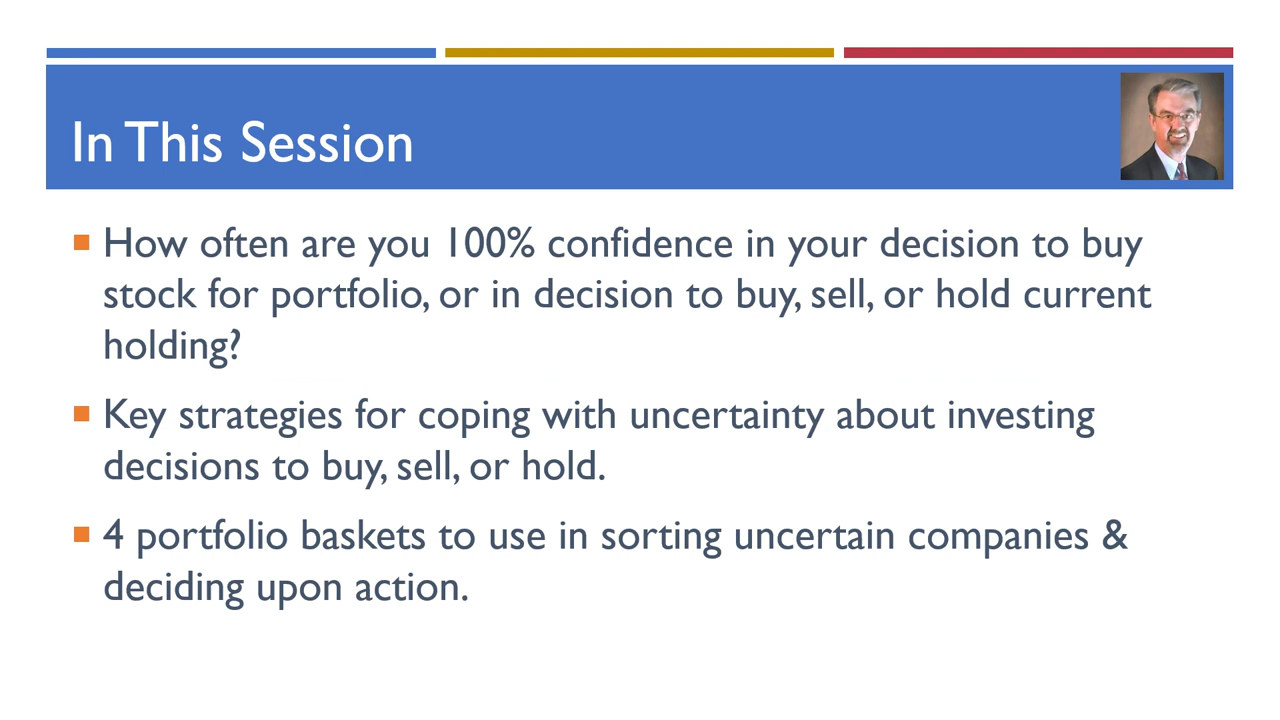 In This Session
How often are you 100% confidence in your decision to buy
stock for portfolio, or in decision to buy, sell, or hold current
holding?
Key strategies for coping with uncertainty about investing
decisions to buy, sell, or hold.
4 portfolio baskets to use in sorting uncertain companies &
deciding upon action.